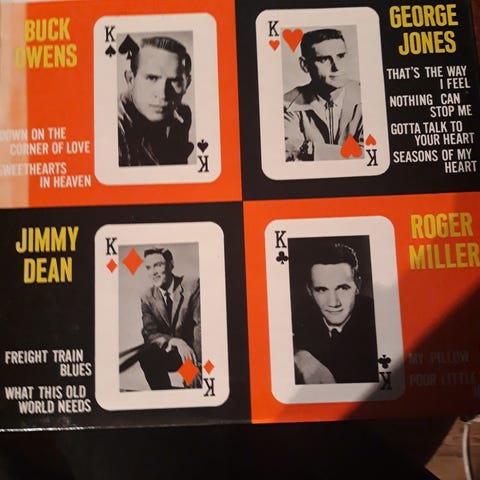 BUCK
OWENS
K
K
DOWN ON THE
CORNER OF LOVE
SWEETHEARTS
IN HEAVEN
GEORGE
JONES
K
K
THAT'S THE WAY
I FEEL
NOTHING CAN
STOP ME
GOTTA TALK TO
YOUR HEART
SEASONS OF MY
HEART
JIMMY
DEAN
K
K
FREIGHT TRAIN
BLUES
WHAT THIS OLD
WORLD NEEDS
ROGER
MILLER
K
K
MY PILLOW
POOR LITTLE